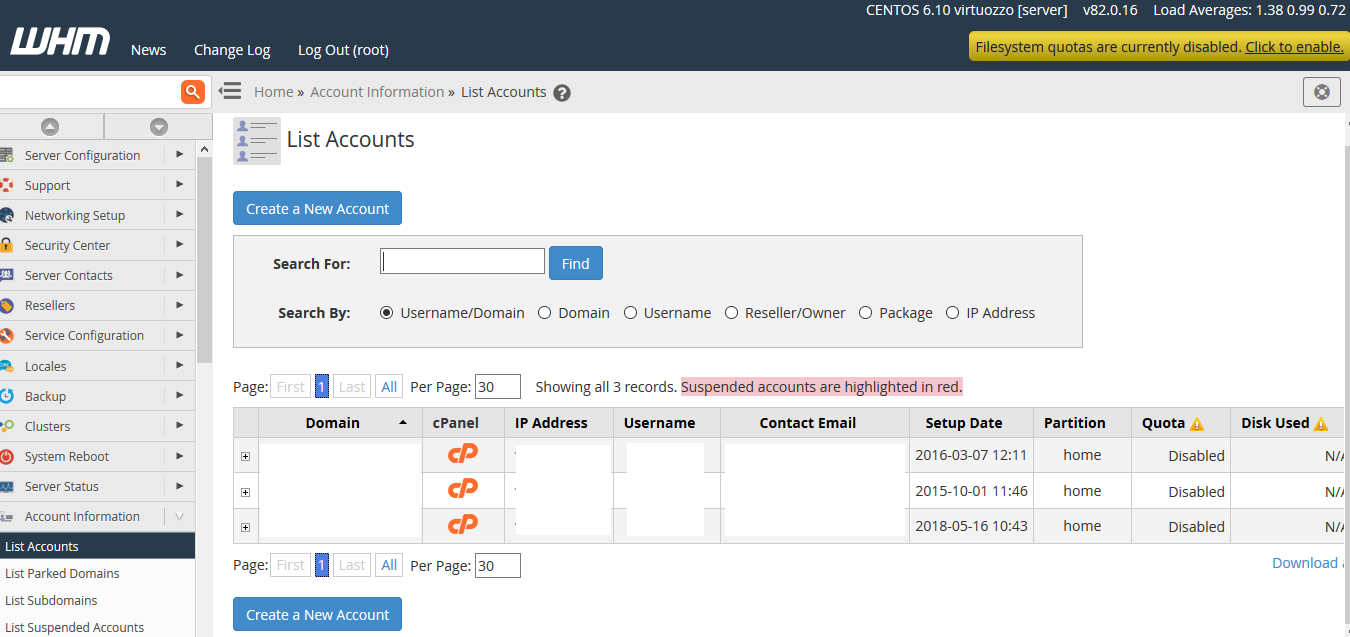 CENTOS 6.10 virtuozzo [server] v82.0.16 Load Averages: 1.38 0.99 0.72
WHM
News Change Log Log Out (root)
Filesystem quotas are currently disabled. Click to enable.
Home » Account Information » List Accounts
Server Configuration
Support
Networking Setup
Security Center
Server Contacts
Resellers
Service Configuration
Locales
Backup
Clusters
System Reboot
Server Status
Account Information
List Accounts
List Parked Domains
List Subdomains
List Suspended Accounts
List Accounts
Create a New Account
Search For: Find
Search By: Username/Domain Domain Username Reseller/Owner Package IP Address
Page: First 1 Last All Per Page: 30 Showing all 3 records. Suspended accounts are highlighted in red.
Domain cPanel IP Address Username Contact Email Setup Date Partition Quota Disk Used
cP 2016-03-07 12:11 home Disabled N/A
cP 2015-10-01 11:46 home Disabled N/A
cP 2018-05-16 10:43 home Disabled N/A
Page: First 1 Last All Per Page: 30
Download
Create a New Account